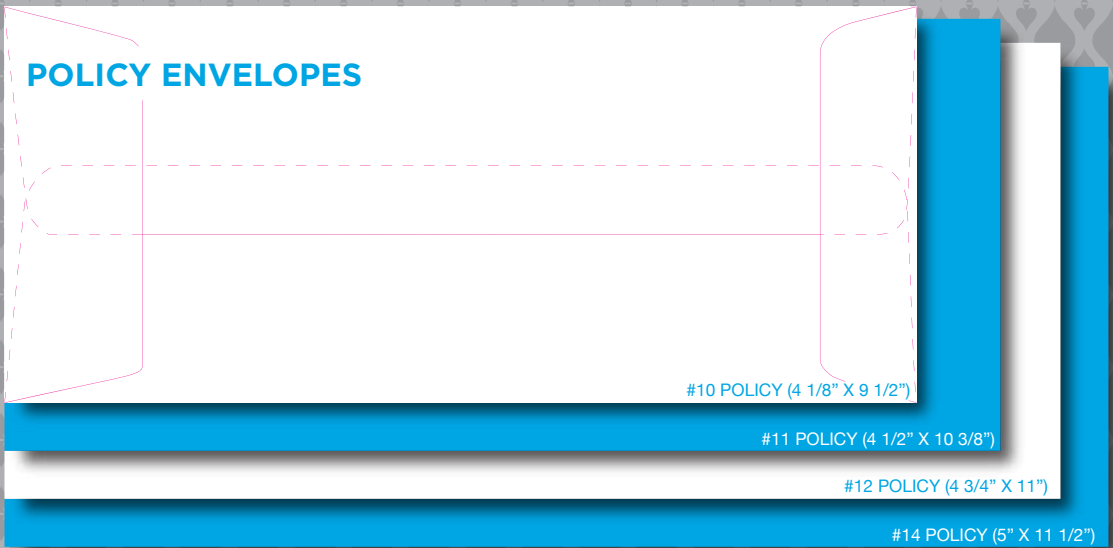 POLICY ENVELOPES
#10 POLICY (4 1/8” X 9 1/2”)
#11 POLICY (4 1/2” X 10 3/8”)
#12 POLICY (4 3/4” X 11”)
#14 POLICY (5” X 11 1/2”)